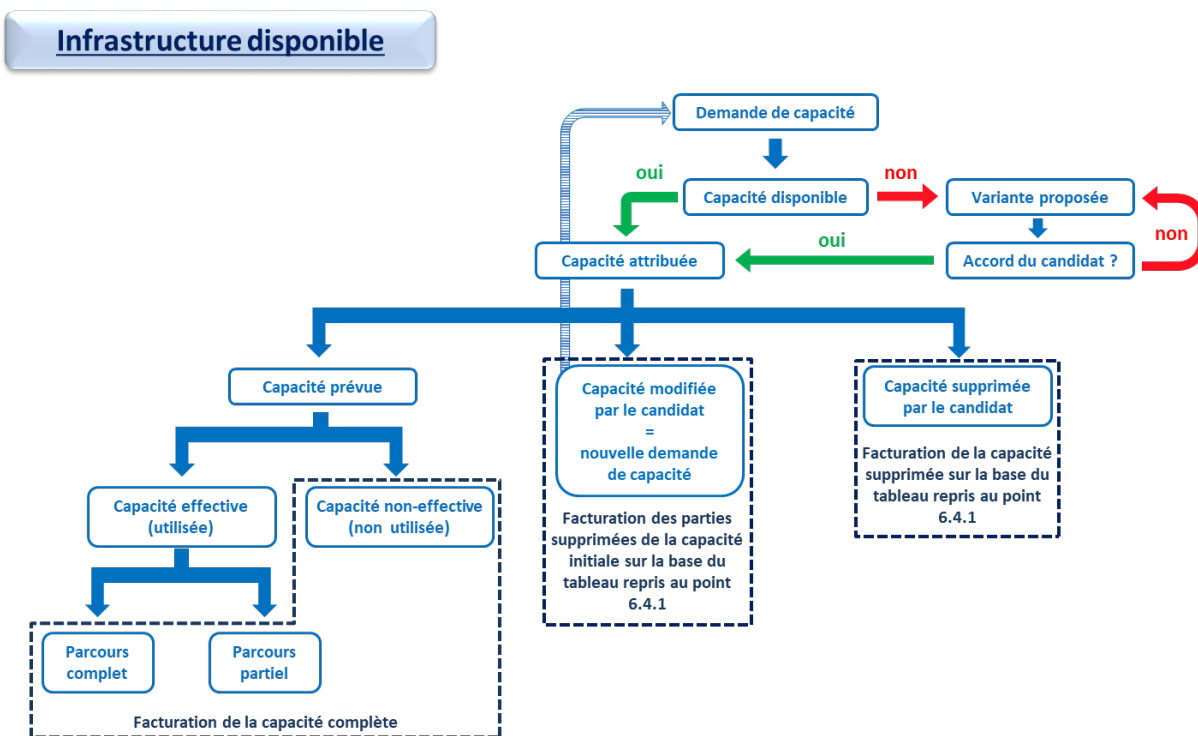 Infrastructure disponible
Demande de capacité
oui
non
Capacité disponible
Variante proposée
oui
non
Capacité attribuée
Accord du candidat ?
Capacité prévue
Capacité modifiée
par le candidat
=
nouvelle demande
de capacité
Capacité supprimée
par le candidat
Facturation de la capacité
supprimée sur la base du
tableau repris au point
6.4.1
Capacité effective
(utilisée)
Capacité non-effective
(non utilisée)
Facturation des parties
supprimées de la capacité
initiale sur la base du
tableau repris au point
6.4.1
Parcours
complet
Parcours
partiel
Facturation de la capacité complète